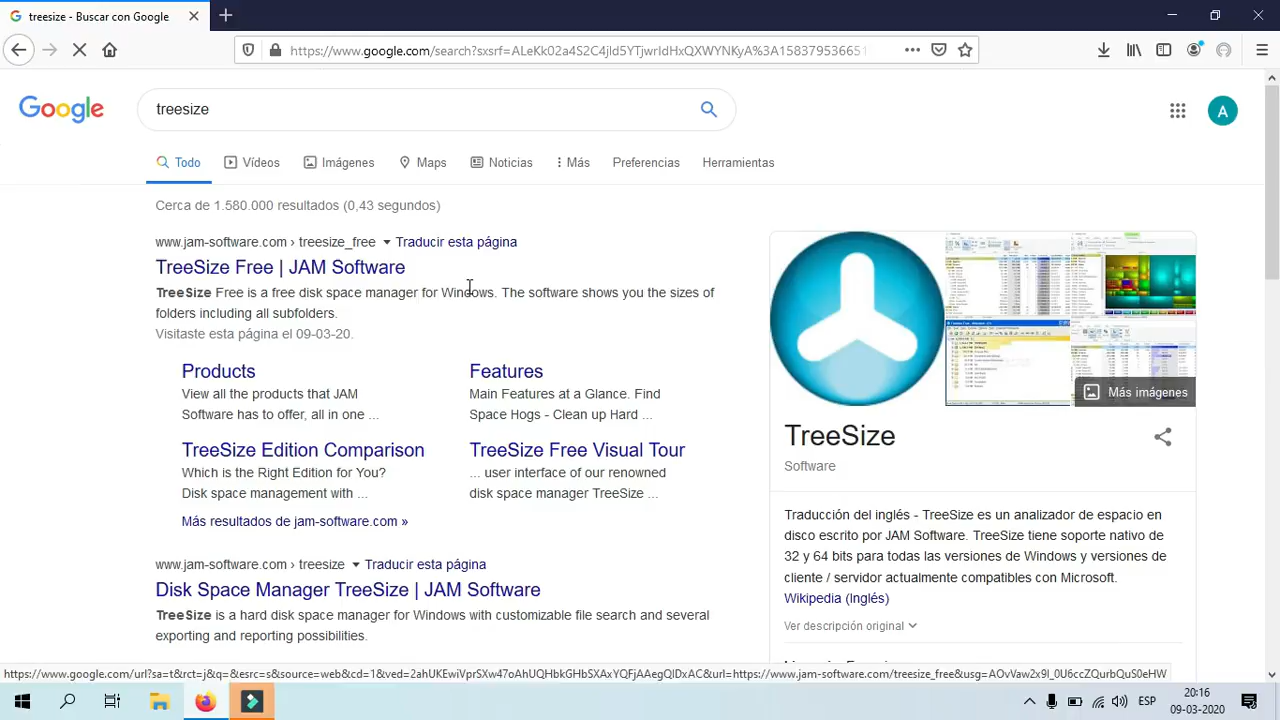 treesize - Buscar con Google
https://www.google.com/search?sxsrf=ALeKk02a4S2C4jld5YTjwrIdHxQXWYNKyA%3A15837953665
Google
treesize
A
Todo
Vídeos
Imágenes
Maps
Noticias
Más
Preferencias
Herramientas
Cerca de 1.580.000 resultados (0,43 segundos)
www.jam-software.com › treesize_free
Traducir esta página
TreeSize Free | JAM Software
TreeSize Free is a free disk space manager for Windows. The software shows you the sizes of
folders including all subfolders.
Visitaste esta página el 09-03-20.
Products
View all the products that JAM
Software has to offer, all in one ...
Features
Main Features at a Glance. Find
Space Hogs - Clean up Hard ...
TreeSize Edition Comparison
Which is the Right Edition for You?
Disk space management with ...
TreeSize Free Visual Tour
... user interface of our renowned
disk space manager TreeSize ...
Más resultados de jam-software.com »
www.jam-software.com › treesize
Traducir esta página
Disk Space Manager TreeSize | JAM Software
TreeSize is a hard disk space manager for Windows with customizable file search and several
exporting and reporting possibilities.
Más imágenes
TreeSize
Software
Traducción del inglés - TreeSize es un analizador de espacio en
disco escrito por JAM Software. TreeSize tiene soporte nativo de
32 y 64 bits para todas las versiones de Windows y versiones de
cliente / servidor actualmente compatibles con Microsoft.
Wikipedia (Inglés)
Ver descripción original
https://www.google.com/url?sa=t&rct=j&q=&esrc=s&source=web&cd=1&ved=2ahUKEwiVprSXw47oAhUQHbkGHbSXAxYQFjAAegQIDxAC&url=https://www.jam-software.com/treesize_free&usg=AOvVaw2x9I_0U6ccZQurbQuS0eHW
ESP
20:16
09-03-2020